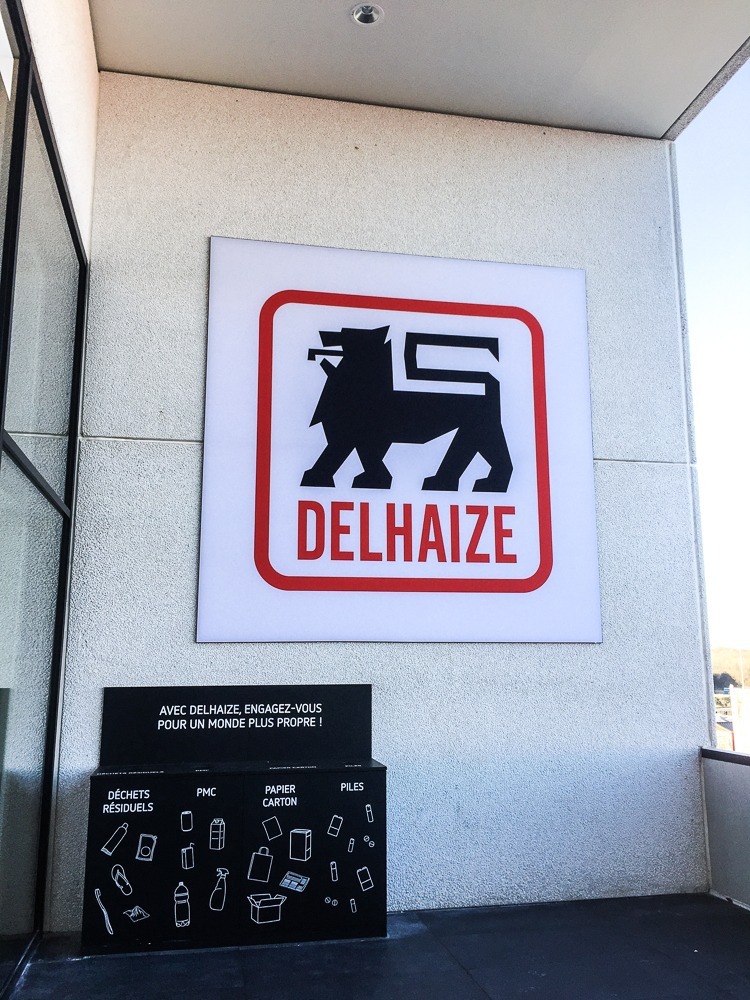 DELHAIZE
AVEC DELHAIZE, ENGAGEZ-VOUS
POUR UN MONDE PLUS PROPRE !
DÉCHETS
RÉSIDUELS
PMC
PAPIER
CARTON
PILES